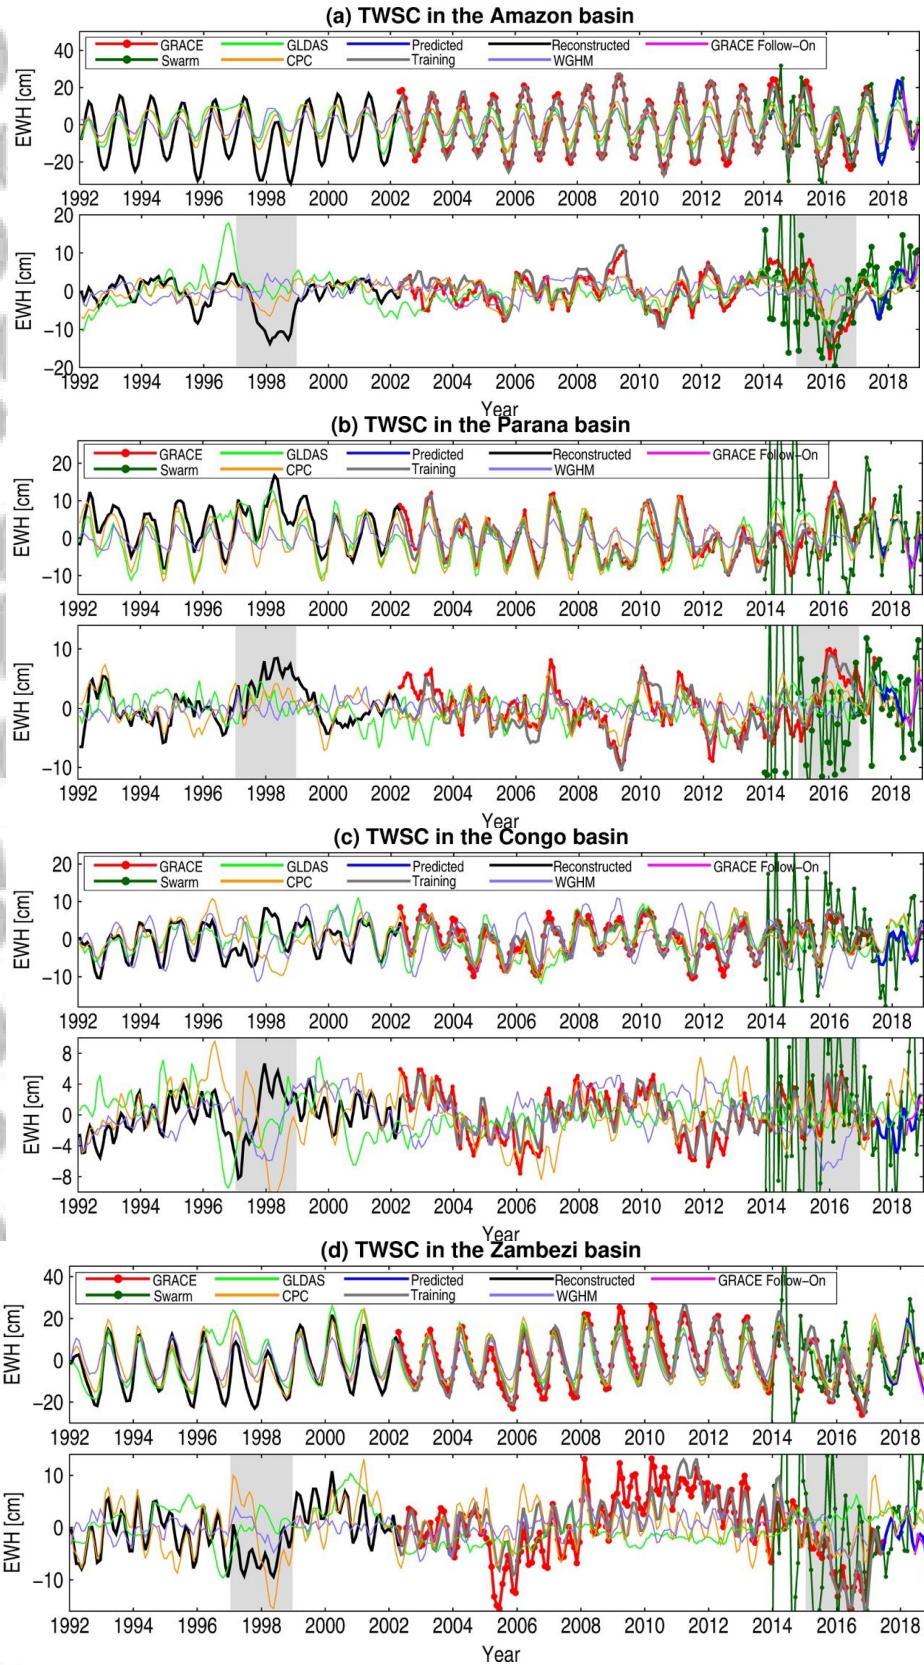 (a) TWSC in the Amazon basin
EWH [cm]
40
20
0
−20
GRACE GLDAS Predicted Reconstructed GRACE Follow−On
Swarm CPC Training WGHM
1992 1994 1996 1998 2000 2002 2004 2006 2008 2010 2012 2014 2016 2018
EWH [cm]
20
10
0
−10
−20
1992 1994 1996 1998 2000 2002 2004 2006 2008 2010 2012 2014 2016 2018
Year
(b) TWSC in the Parana basin
EWH [cm]
20
10
0
−10
GRACE GLDAS Predicted Reconstructed GRACE Follow−On
Swarm CPC Training WGHM
1992 1994 1996 1998 2000 2002 2004 2006 2008 2010 2012 2014 2016 2018
EWH [cm]
10
0
−10
1992 1994 1996 1998 2000 2002 2004 2006 2008 2010 2012 2014 2016 2018
Year
(c) TWSC in the Congo basin
EWH [cm]
20
10
0
−10
GRACE GLDAS Predicted Reconstructed GRACE Follow−On
Swarm CPC Training WGHM
1992 1994 1996 1998 2000 2002 2004 2006 2008 2010 2012 2014 2016 2018
EWH [cm]
8
4
0
−4
−8
1992 1994 1996 1998 2000 2002 2004 2006 2008 2010 2012 2014 2016 2018
Year
(d) TWSC in the Zambezi basin
EWH [cm]
40
20
0
−20
GRACE GLDAS Predicted Reconstructed GRACE Follow−On
Swarm CPC Training WGHM
1992 1994 1996 1998 2000 2002 2004 2006 2008 2010 2012 2014 2016 2018
EWH [cm]
10
0
−10
1992 1994 1996 1998 2000 2002 2004 2006 2008 2010 2012 2014 2016 2018
Year